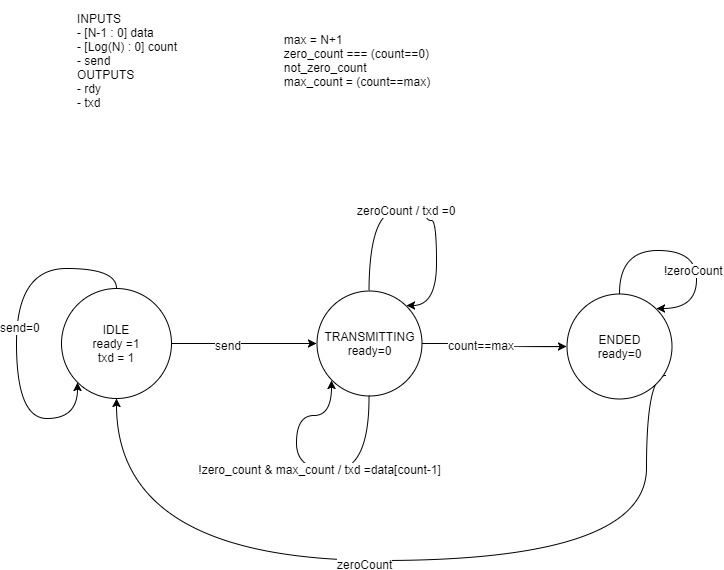 INPUTS
- [N-1 : 0] data
- [Log(N) : 0] count
- send
OUTPUTS
- rdy
- txd
max = N+1
zero_count === (count==0)
not_zero_count
max_count = (count==max)
zeroCount / txd =0
!zeroCount
send=0
IDLE
ready =1
txd = 1
send
TRANSMITTING
ready=0
count==max
ENDED
ready=0
!zero_count & max_count / txd =data[count-1]
zeroCount